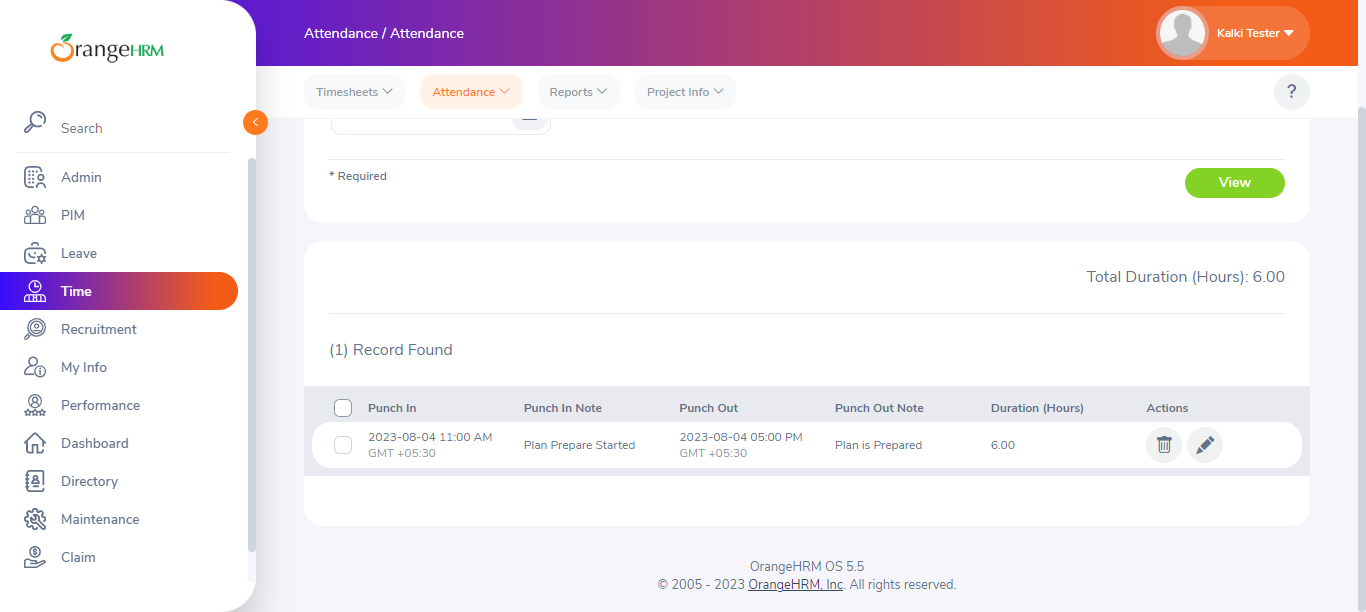 OrangeHRM
Search
Admin
PIM
Leave
Time
Recruitment
My Info
Performance
Dashboard
Directory
Maintenance
Claim
Attendance / Attendance
Kalki Tester
Timesheets
Attendance
Reports
Project Info
?
* Required
View
Total Duration (Hours): 6.00
(1) Record Found
Punch In Punch In Note Punch Out Punch Out Note Duration (Hours) Actions
2023-08-04 11:00 AM Plan Prepare Started 2023-08-04 05:00 PM Plan is Prepared 6.00
GMT +05:30 GMT +05:30
OrangeHRM OS 5.5
© 2005 - 2023 OrangeHRM, Inc. All rights reserved.